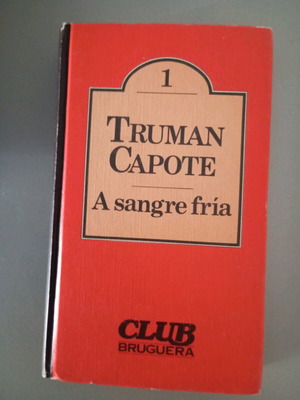 1
TRUMAN
CAPOTE
A sangre fría
CLUB
BRUGUERA